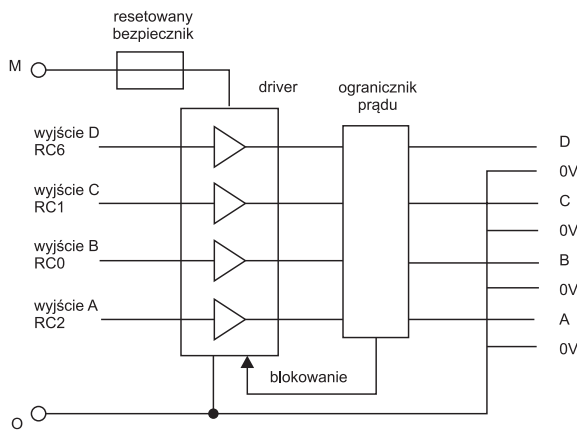 resetowany
bezpiecznik
M
driver
ogranicznik
prądu
wyjście D
RC6
D
0V
wyjście C
RC1
C
0V
wyjście B
RC0
B
0V
wyjście A
RC2
A
0V
blokowanie
O